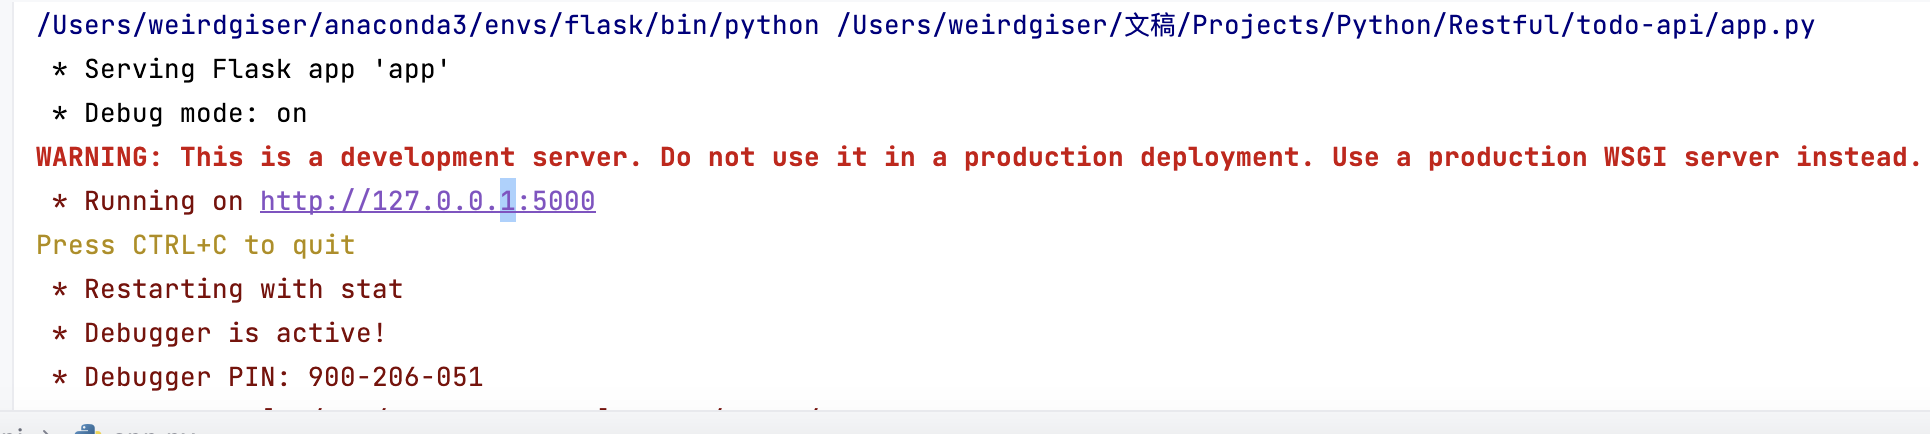 /Users/weirdgiser/anaconda3/envs/flask/bin/python /Users/weirdgiser/文稿/Projects/Python/Restful/todo-api/app.py
 * Serving Flask app 'app'
 * Debug mode: on
WARNING: This is a development server. Do not use it in a production deployment. Use a production WSGI server instead.
 * Running on http://127.0.0.1:5000
Press CTRL+C to quit
 * Restarting with stat
 * Debugger is active!
 * Debugger PIN: 900-206-051